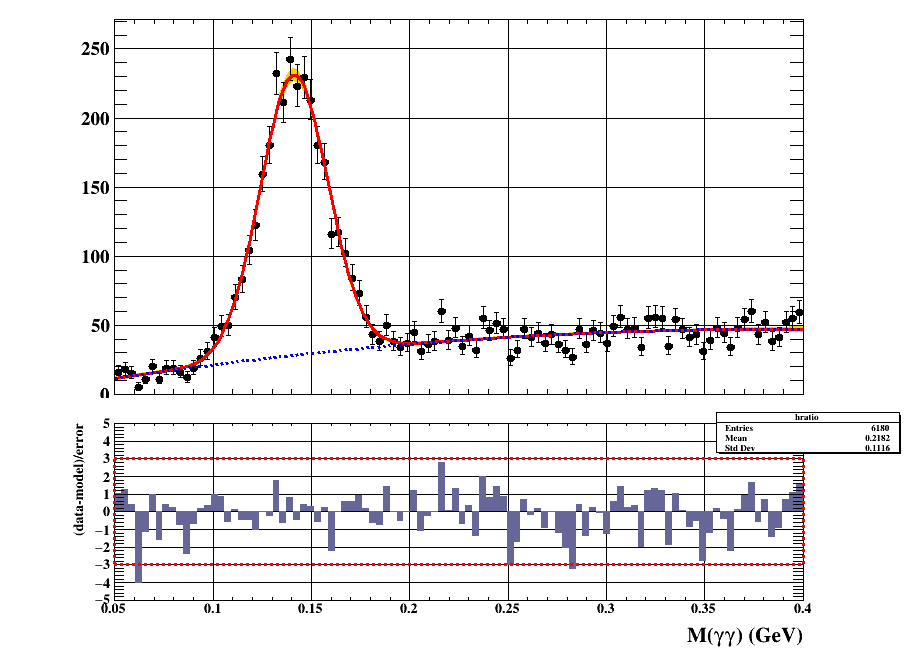 250
200
150
100
50
0
hratio
Entries 6180
Mean 0.2182
Std Dev 0.1116
(data-model)/error
5
4
3
2
1
0
−1
−2
−3
−4
−5
0.05 0.1 0.15 0.2 0.25 0.3 0.35 0.4
M(γγ) (GeV)